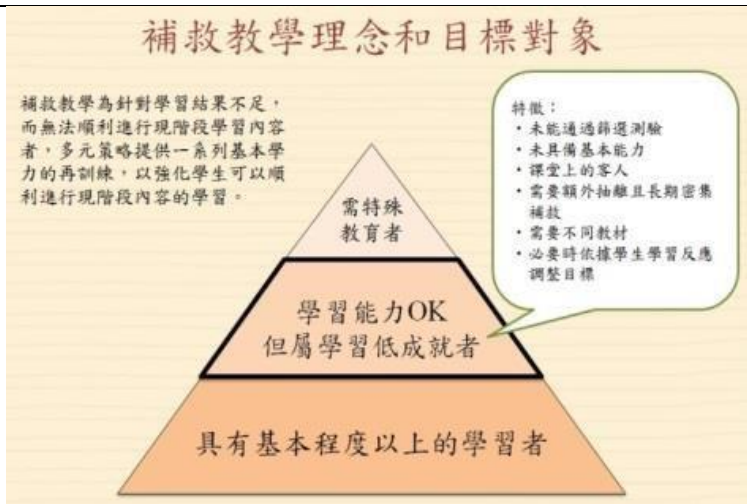 補救教學理念和目標對象
補救教學為針對學習結果不足，
而無法順利進行現階段學習內容
者，多元策略提供一系列基本學
力的再訓練，以強化學生可以順
利進行現階段內容的學習。
特徵：
・未能通過篩選測驗
・未具備基本能力
・課堂上的客人
・需要額外抽離且長期密集
補救
・需要不同教材
・必要時依據學生學習反應
調整目標
需特殊
教育者
學習能力OK
但屬學習低成就者
具有基本程度以上的學習者